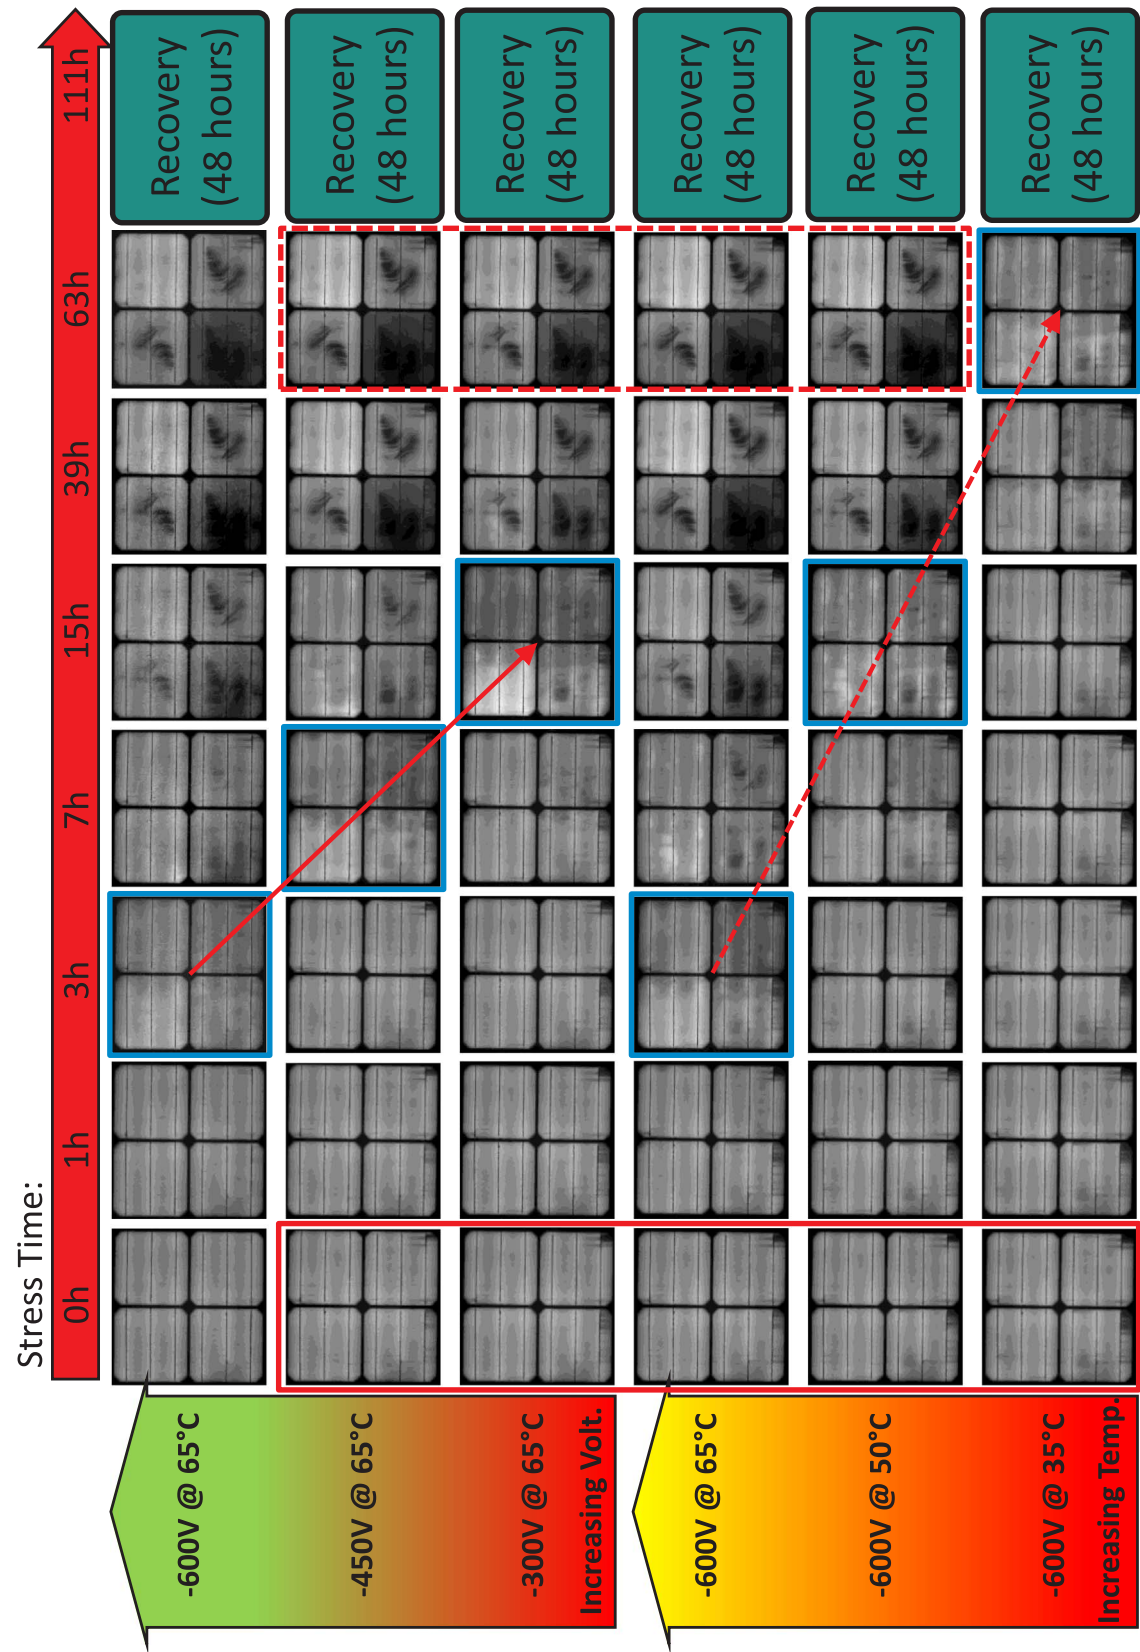 Stress Time:
0h
1h
3h
7h
15h
39h
63h
111h
-600V @ 65°C
-450V @ 65°C
-300V @ 65°C
Increasing Volt.
-600V @ 65°C
-600V @ 50°C
-600V @ 35°C
Increasing Temp.
Recovery
(48 hours)
Recovery
(48 hours)
Recovery
(48 hours)
Recovery
(48 hours)
Recovery
(48 hours)
Recovery
(48 hours)